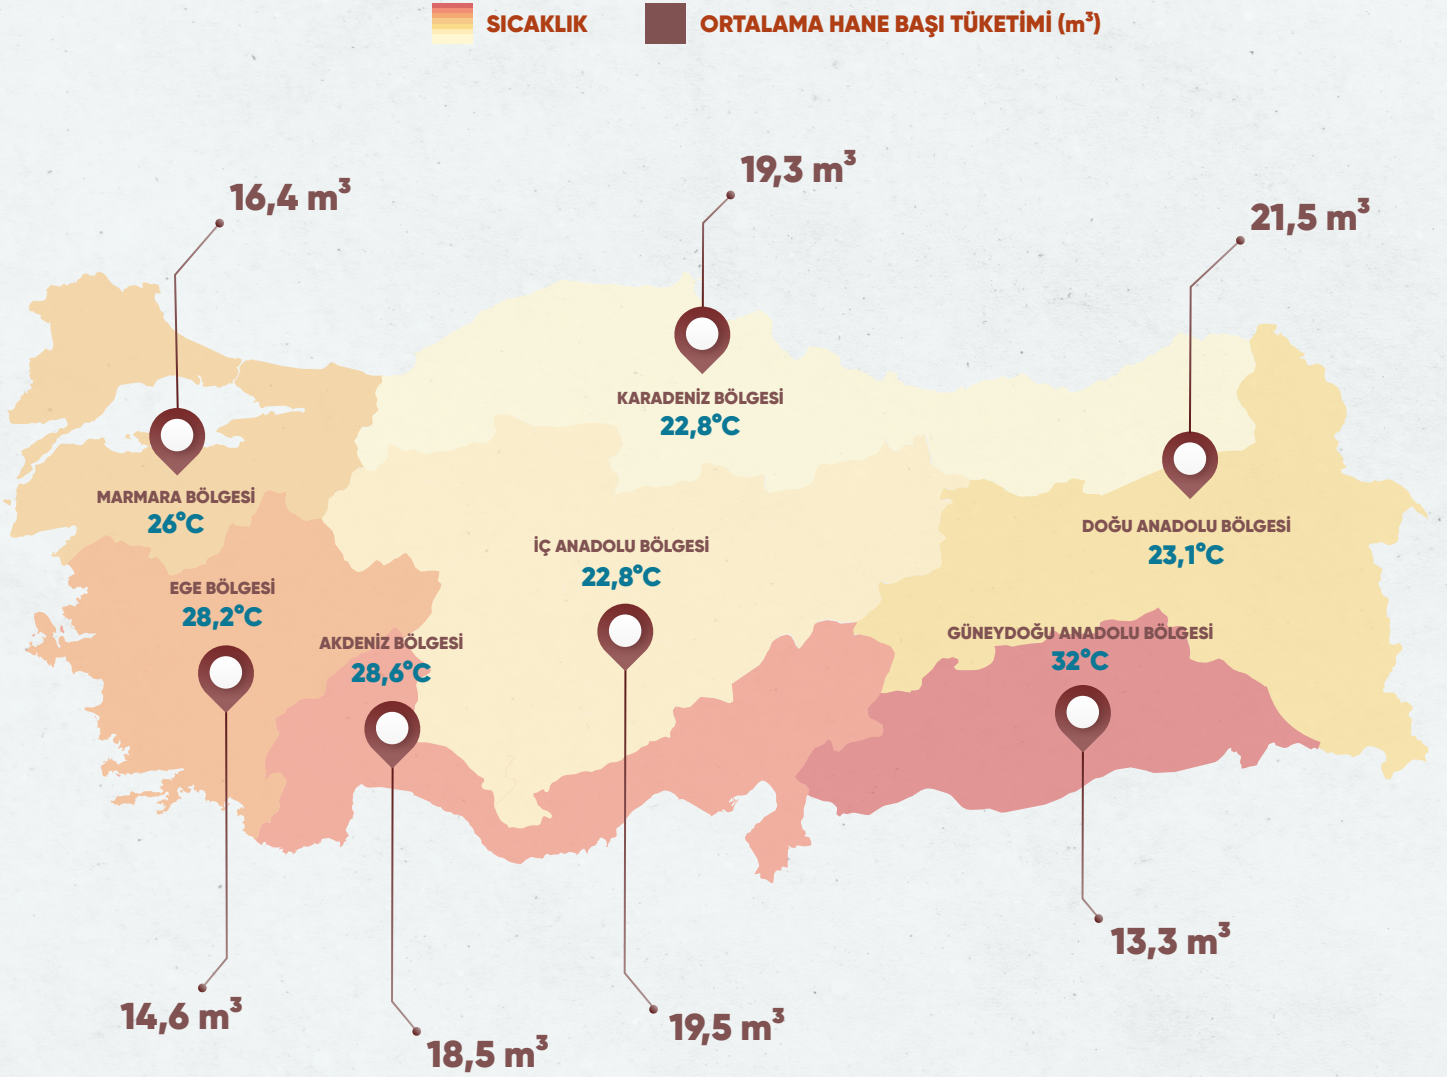 SICAKLIK
ORTALAMA HANE BAŞI TÜKETİMİ (m³)
19,3 m³
16,4 m³
21,5 m³
KARADENİZ BÖLGESİ
22,8°C
MARMARA BÖLGESİ
26°C
DOĞU ANADOLU BÖLGESİ
23,1°C
İÇ ANADOLU BÖLGESİ
22,8°C
EGE BÖLGESİ
28,2°C
AKDENİZ BÖLGESİ
28,6°C
GÜNEYDOĞU ANADOLU BÖLGESİ
32°C
13,3 m³
14,6 m³
19,5 m³
18,5 m³